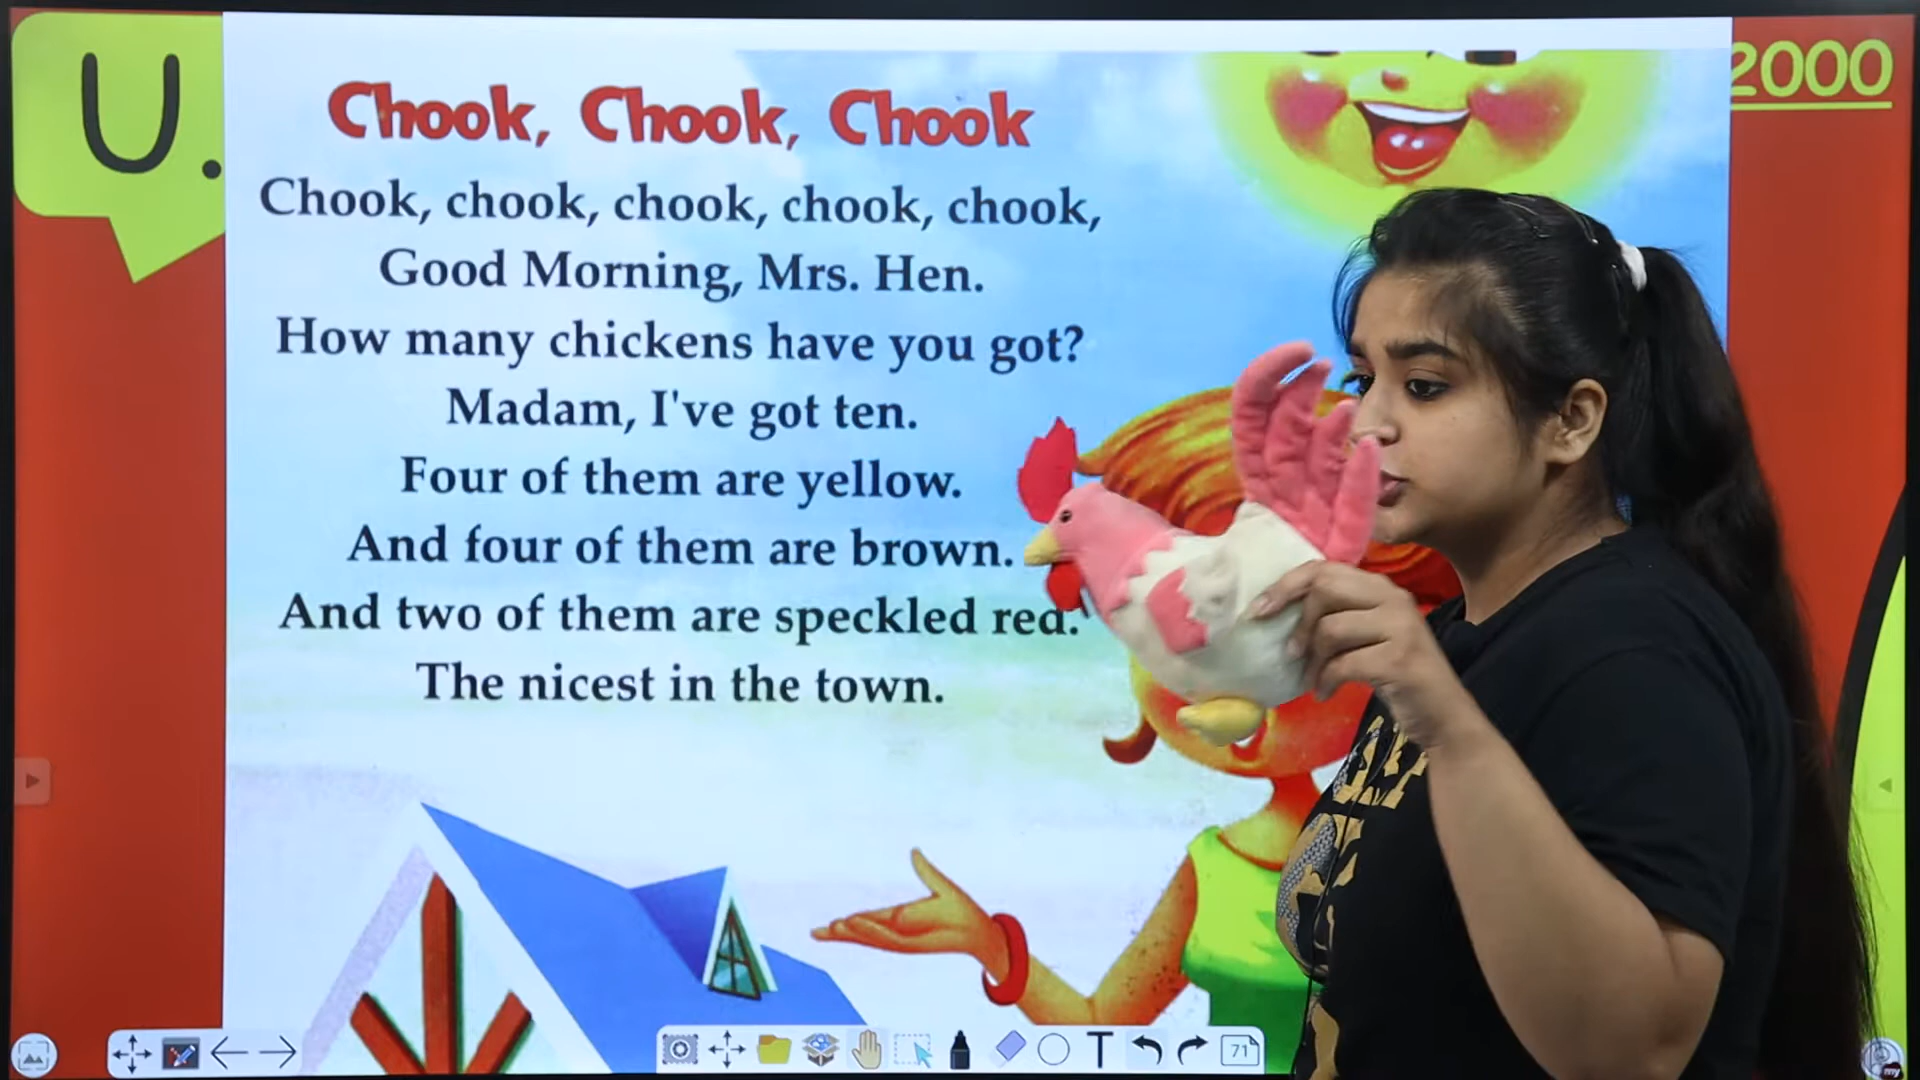 U.
2000
Chook, Chook, Chook
Chook, chook, chook, chook, chook,
Good Morning, Mrs. Hen.
How many chickens have you got?
Madam, I've got ten.
Four of them are yellow.
And four of them are brown.
And two of them are speckled red.
The nicest in the town.
T
71
my